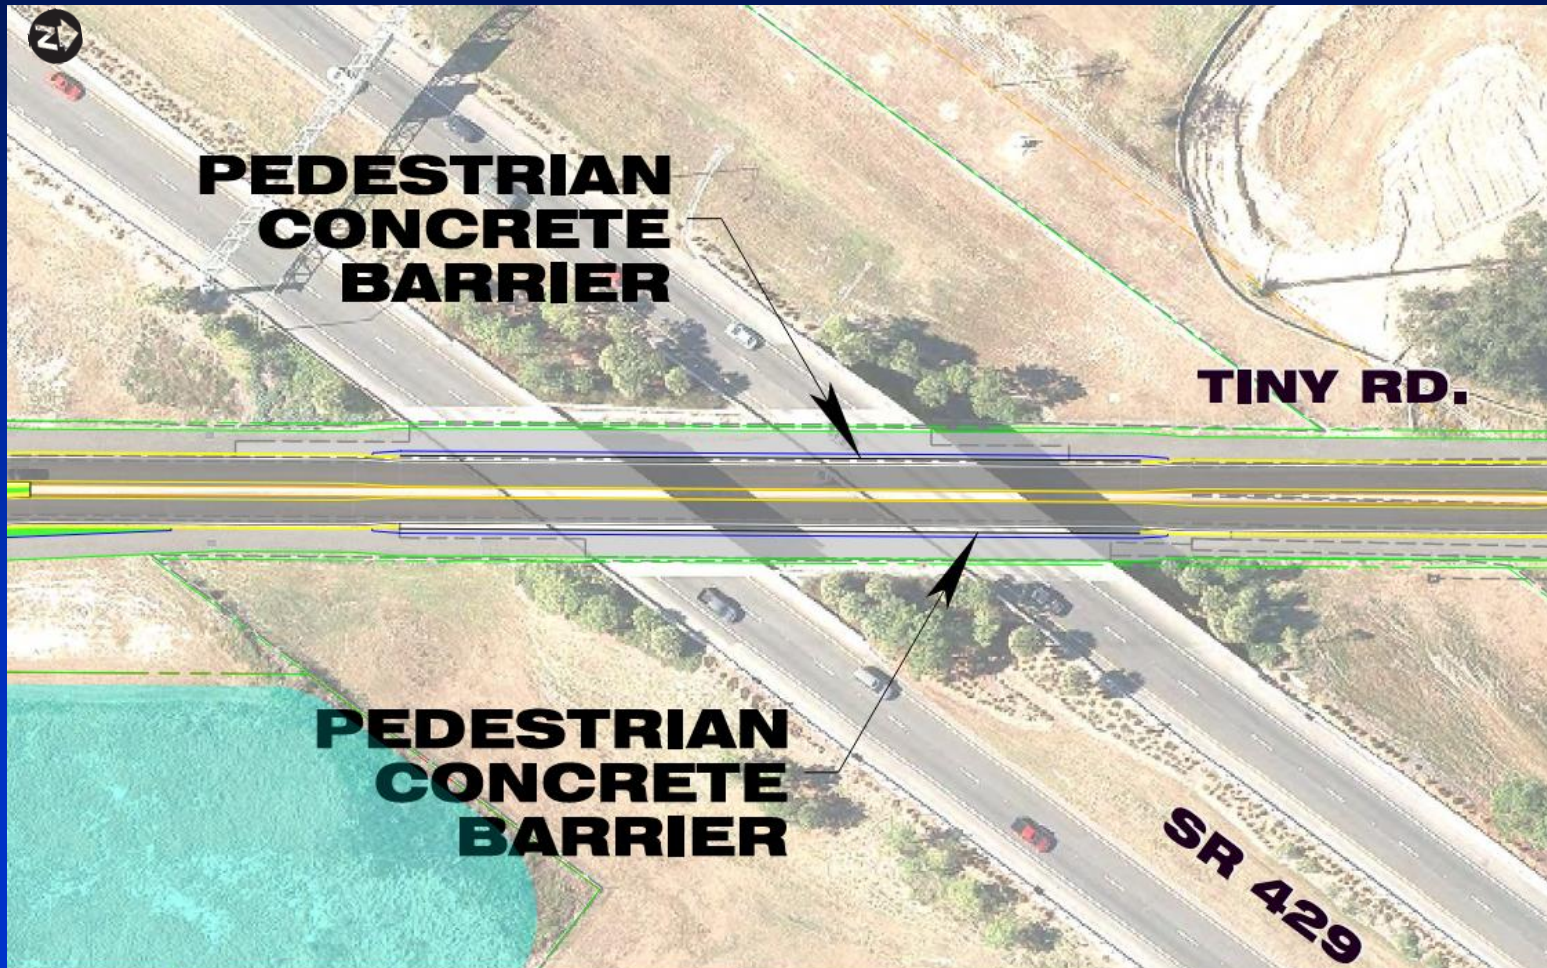 N
PEDESTRIAN
CONCRETE
BARRIER
TINY RD.
PEDESTRIAN
CONCRETE
BARRIER
SR 429